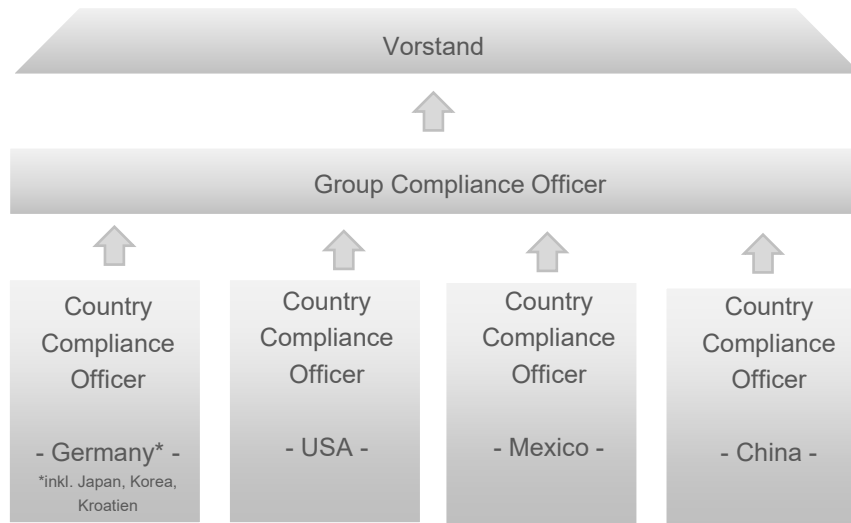 Vorstand
Group Compliance Officer
Country
Compliance
Officer
- Germany* -
*inkl. Japan, Korea,
Kroatien
Country
Compliance
Officer
- USA -
Country
Compliance
Officer
- Mexico -
Country
Compliance
Officer
- China -